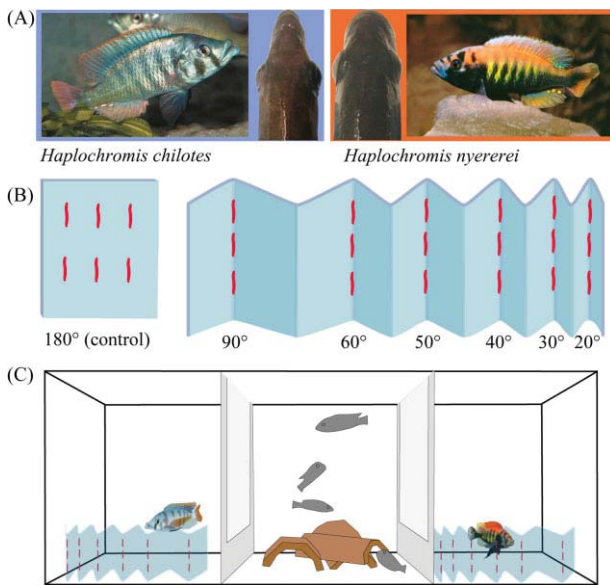 (A)
Haplochromis chilotes
Haplochromis nyererei
(B)
180° (control)
90°
60°
50°
40°
30°
20°
(C)